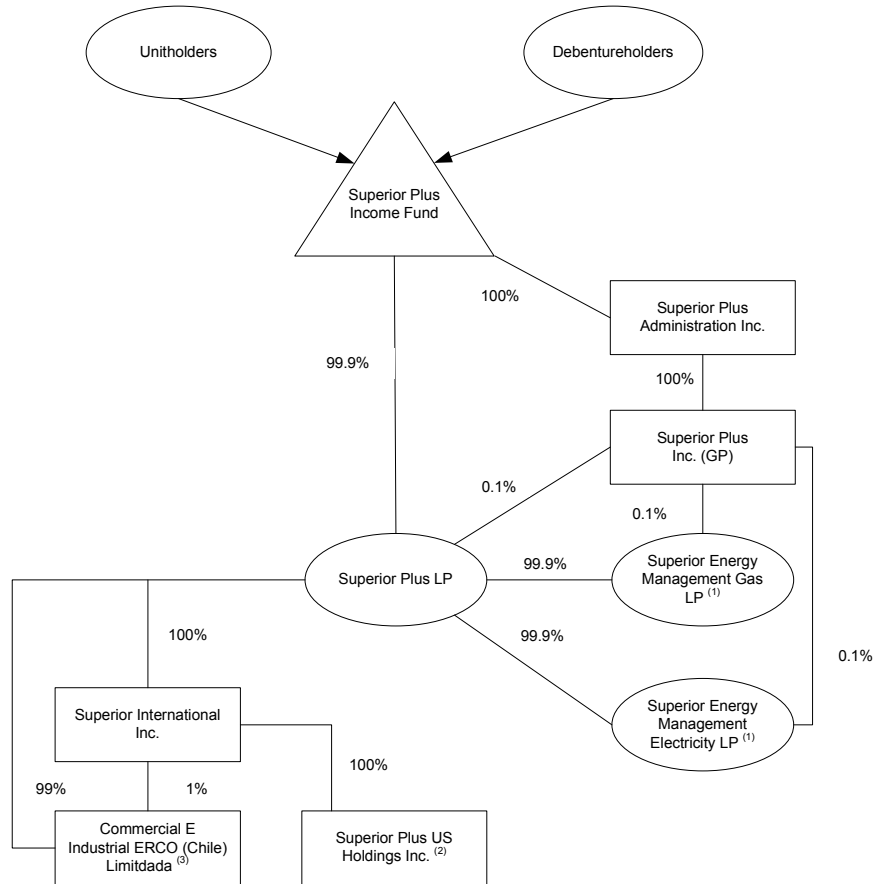 Unitholders
Debentureholders
Superior Plus
Income Fund
100%
Superior Plus
Administration Inc.
99.9%
100%
Superior Plus
Inc. (GP)
0.1%
0.1%
Superior Plus LP
99.9%
Superior Energy
Management Gas
LP (1)
100%
99.9%
0.1%
Superior International
Inc.
Superior Energy
Management
Electricity LP (1)
99%
1%
100%
Commercial E
Industrial ERCO (Chile)
Limitdada (3)
Superior Plus US
Holdings Inc. (2)